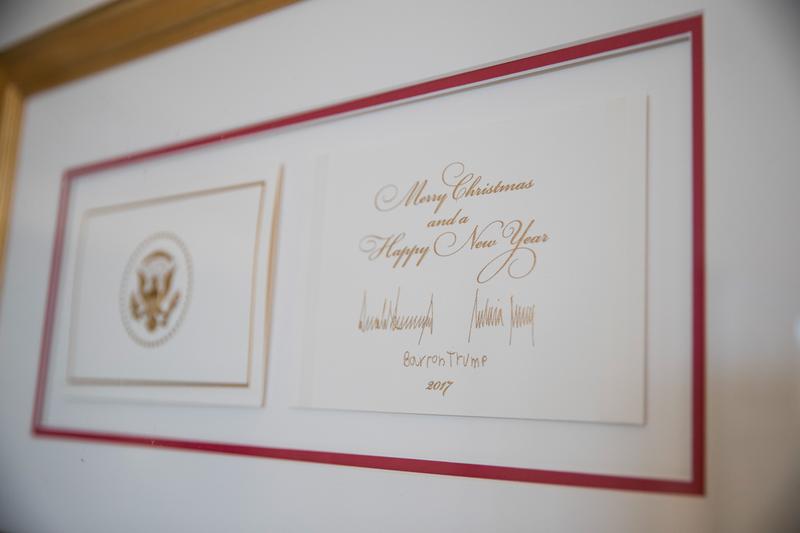 Merry Christmas
and a
Happy New Year
Barron Trump
2017